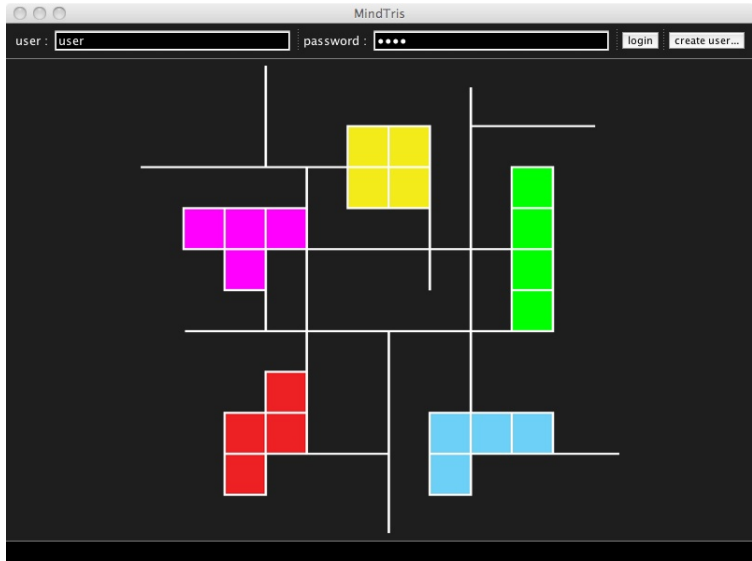 MindTris
user : user password : •••• login create user...